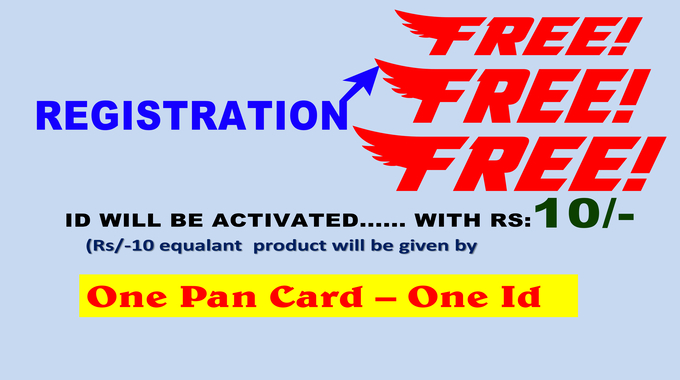 FREE!
FREE!
REGISTRATION
FREE!
ID WILL BE ACTIVATED...... WITH RS: 10/-
(Rs/-10 equalant product will be given by
One Pan Card – One Id